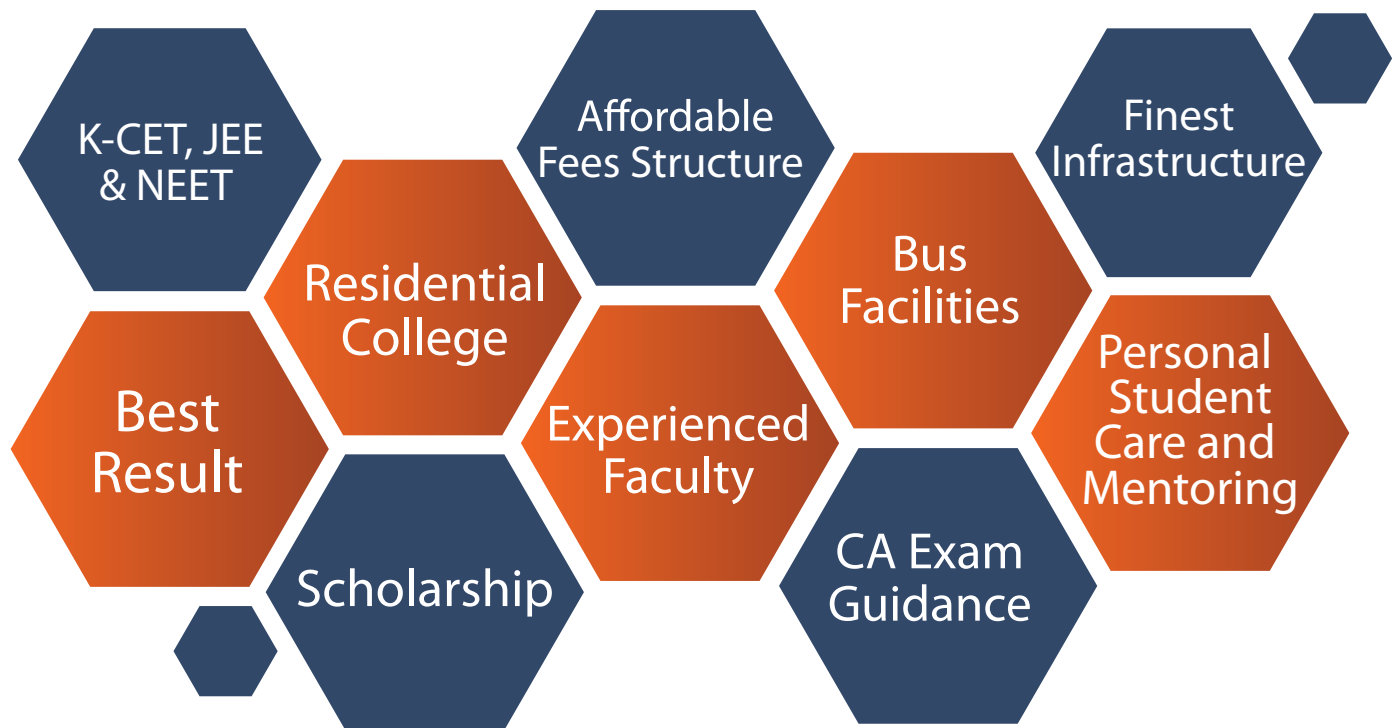 K-CET, JEE
& NEET
Affordable
Fees Structure
Finest
Infrastructure
Residential
College
Bus
Facilities
Best
Result
Experienced
Faculty
Personal
Student
Care and
Mentoring
Scholarship
CA Exam
Guidance